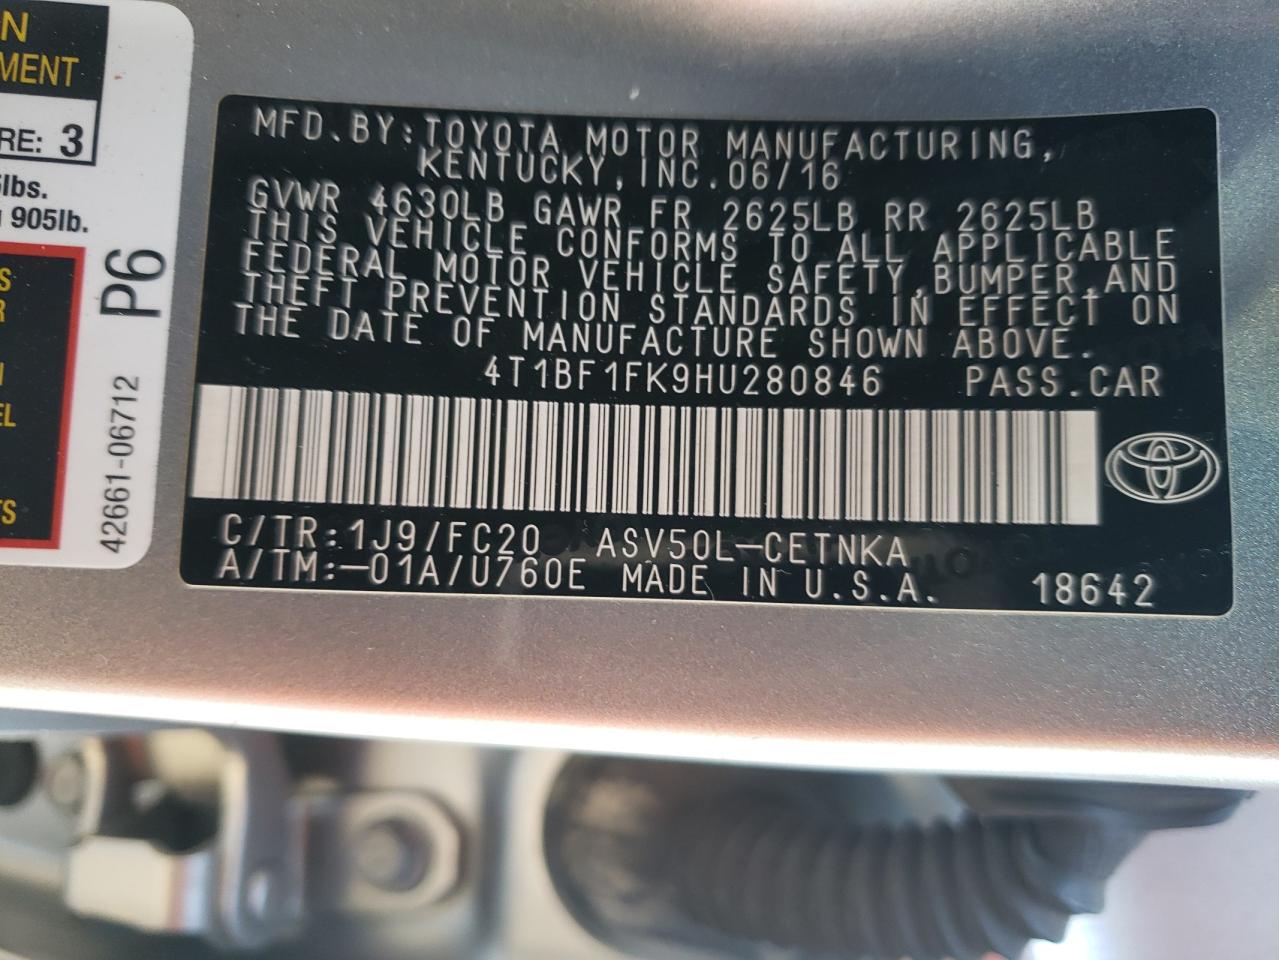 N
MENT
RE: 3
lbs.
905lb.
P6
42661-06712
MFD.BY:TOYOTA MOTOR MANUFACTURING,
KENTUCKY,INC.06/16
GVWR 4630LB GAWR FR 2625LB RR 2625LB
THIS VEHICLE CONFORMS TO ALL APPLICABLE
FEDERAL MOTOR VEHICLE SAFETY,BUMPER,AND
THEFT PREVENTION STANDARDS IN EFFECT ON
THE DATE OF MANUFACTURE SHOWN ABOVE.
4T1BF1FK9HU280846 PASS.CAR
C/TR:1J9/FC20 ASV50L-CETNKA
A/TM:-01A/U760E MADE IN U.S.A. 18642